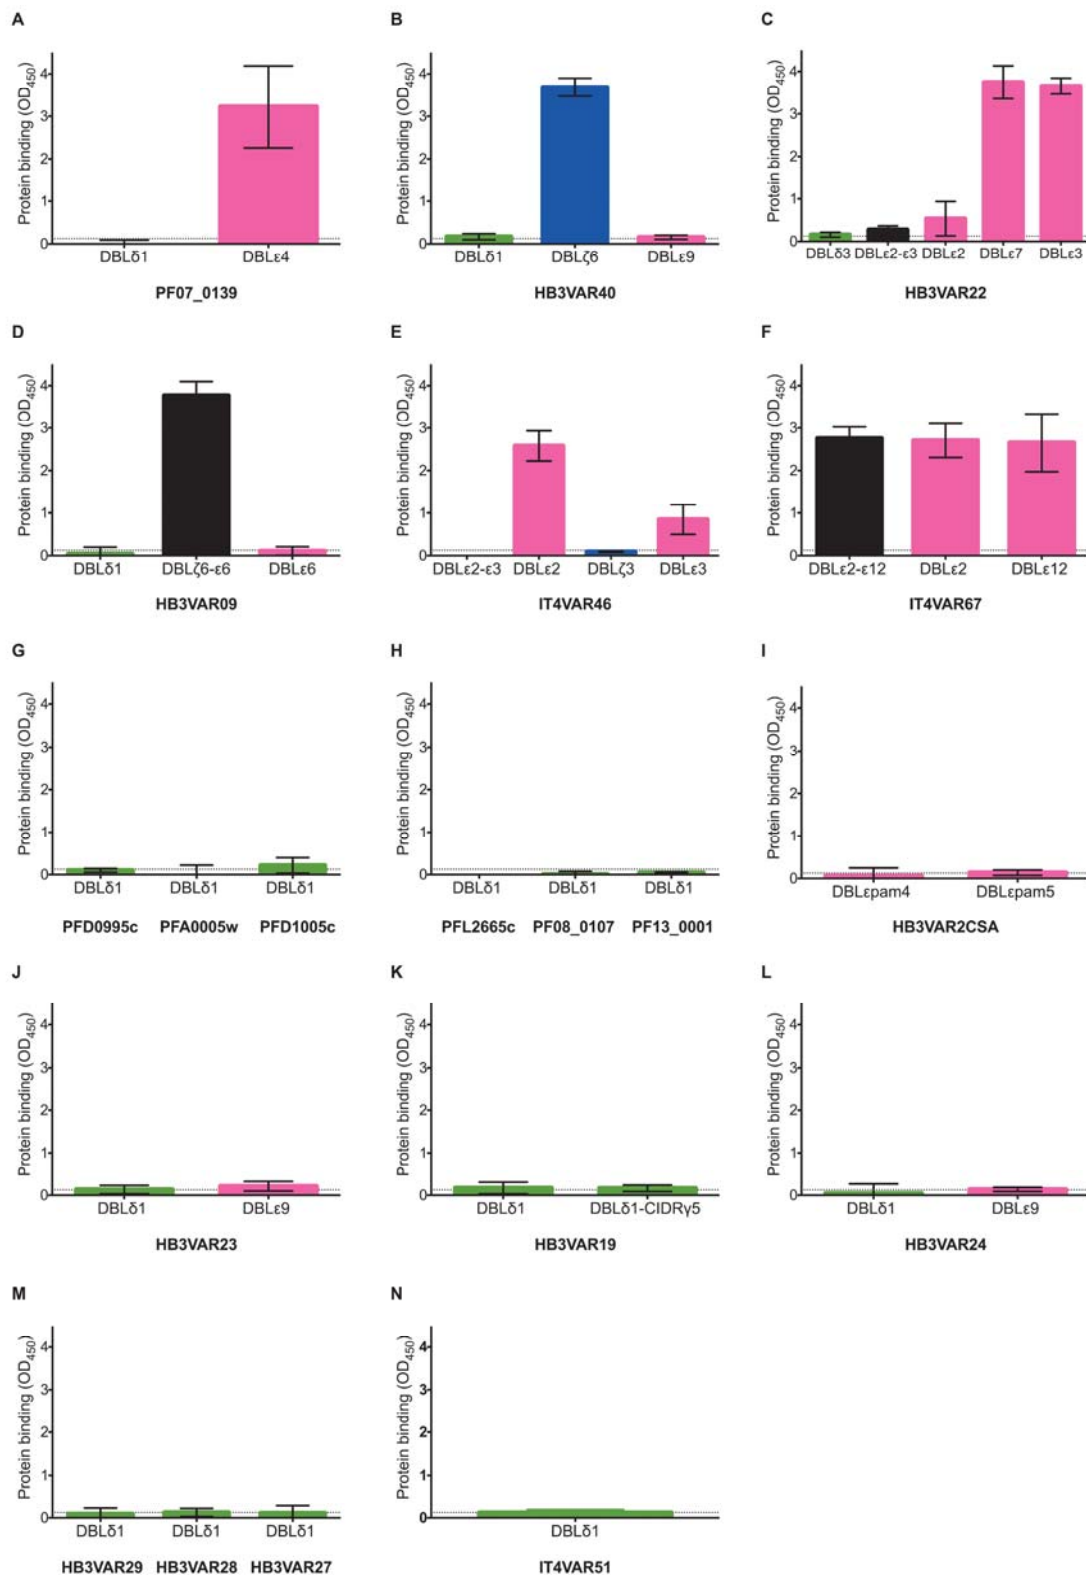 A
B
C
Protein binding (OD450)
4
3
2
1
0
DBLδ1 DBLε4
PF07_0139
Protein binding (OD450)
4
3
2
1
0
DBLδ1 DBLζ6 DBLε9
HB3VAR40
Protein binding (OD450)
4
3
2
1
0
DBLδ3 DBLε2-ε3 DBLε2 DBLε7 DBLε3
HB3VAR22
D
E
F
Protein binding (OD450)
4
3
2
1
0
DBLδ1 DBLζ6-ε6 DBLε6
HB3VAR09
Protein binding (OD450)
4
3
2
1
0
DBLε2-ε3 DBLε2 DBLζ3 DBLε3
IT4VAR46
Protein binding (OD450)
4
3
2
1
0
DBLε2-ε12 DBLε2 DBLε12
IT4VAR67
G
H
I
Protein binding (OD450)
4
3
2
1
0
DBLδ1 DBLδ1 DBLδ1
PFD0995c PFA0005w PFD1005c
Protein binding (OD450)
4
3
2
1
0
DBLδ1 DBLδ1 DBLδ1
PFL2665c PF08_0107 PF13_0001
Protein binding (OD450)
4
3
2
1
0
DBLεpam4 DBLεpam5
HB3VAR2CSA
J
K
L
Protein binding (OD450)
4
3
2
1
0
DBLδ1 DBLε9
HB3VAR23
Protein binding (OD450)
4
3
2
1
0
DBLδ1 DBLδ1-CIDRγ5
HB3VAR19
Protein binding (OD450)
4
3
2
1
0
DBLδ1 DBLε9
HB3VAR24
M
N
Protein binding (OD450)
4
3
2
1
0
DBLδ1 DBLδ1 DBLδ1
HB3VAR29 HB3VAR28 HB3VAR27
Protein binding (OD450)
4
3
2
1
0
DBLδ1
IT4VAR51